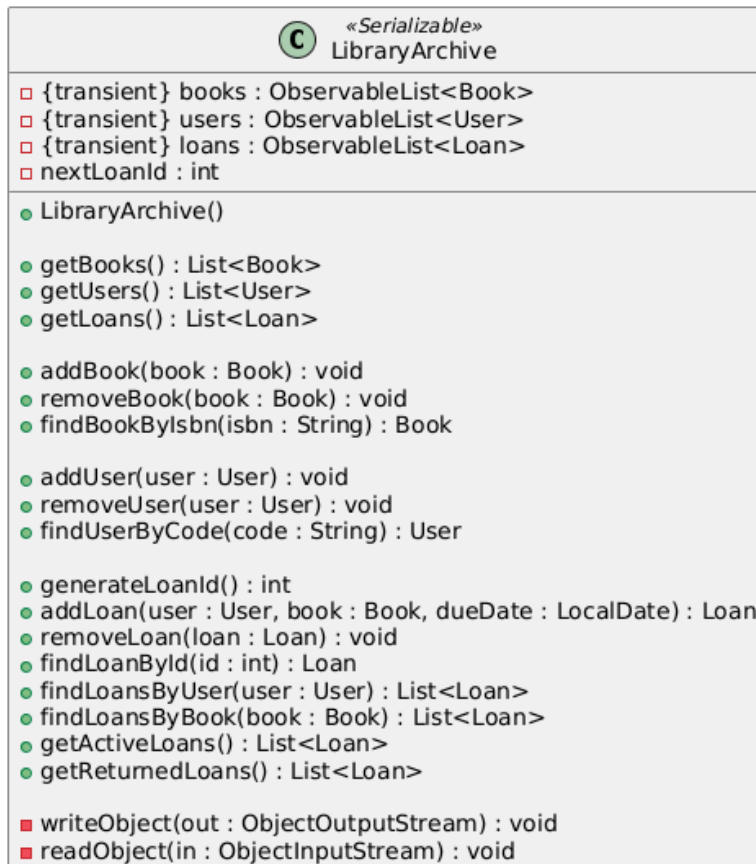 «Serializable»
C LibraryArchive
{transient} books : ObservableList<Book>
{transient} users : ObservableList<User>
{transient} loans : ObservableList<Loan>
nextLoanId : int
LibraryArchive()
getBooks() : List<Book>
getUsers() : List<User>
getLoans() : List<Loan>
addBook(book : Book) : void
removeBook(book : Book) : void
findBookByIsbn(isbn : String) : Book
addUser(user : User) : void
removeUser(user : User) : void
findUserByCode(code : String) : User
generateLoanId() : int
addLoan(user : User, book : Book, dueDate : LocalDate) : Loan
removeLoan(loan : Loan) : void
findLoanById(id : int) : Loan
findLoansByUser(user : User) : List<Loan>
findLoansByBook(book : Book) : List<Loan>
getActiveLoans() : List<Loan>
getReturnedLoans() : List<Loan>
writeObject(out : ObjectOutputStream) : void
readObject(in : ObjectInputStream) : void